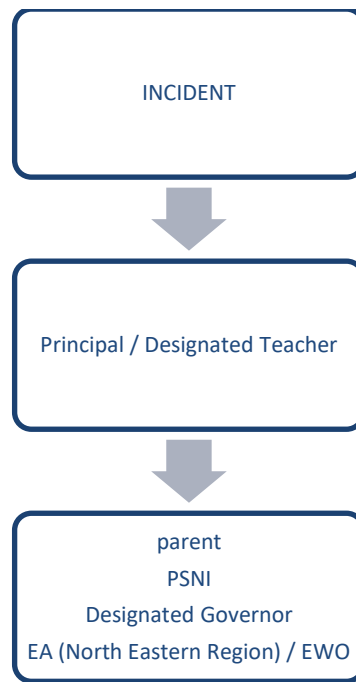 INCIDENT
Principal / Designated Teacher
parent
PSNI
Designated Governor
EA (North Eastern Region) / EWO